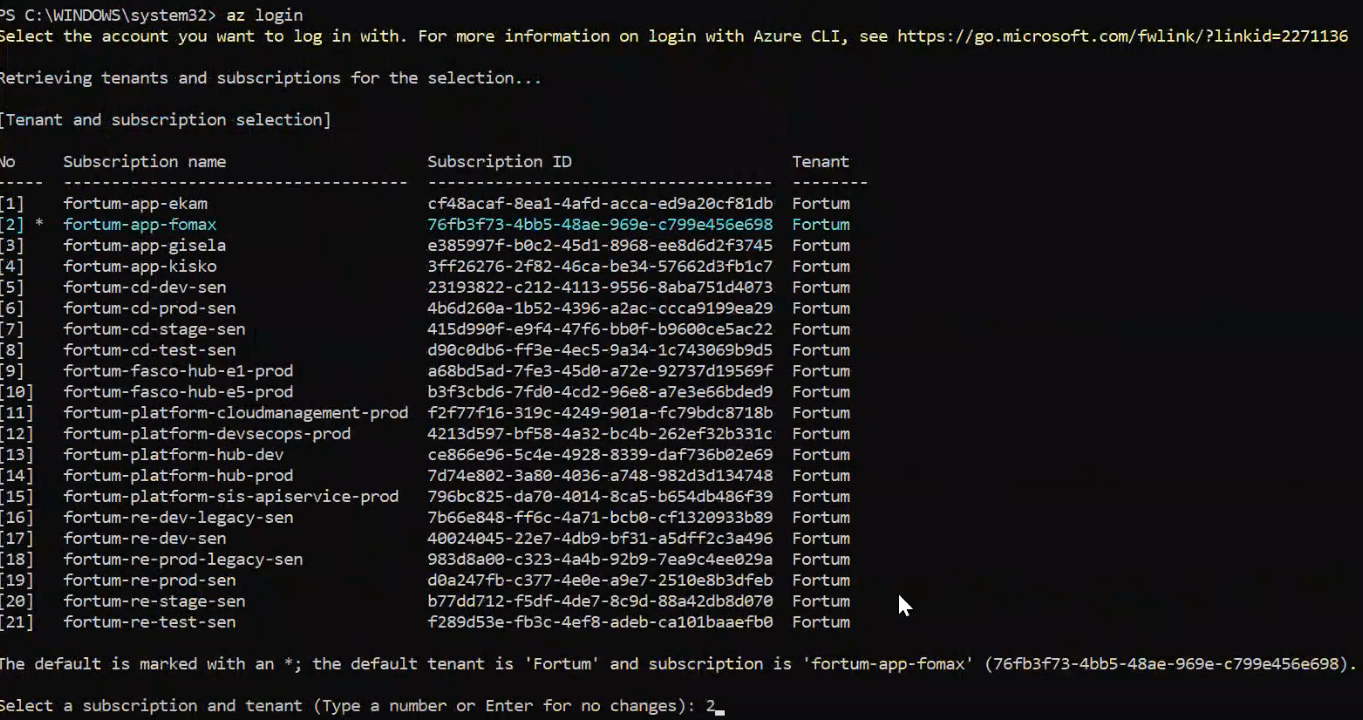 PS C:\WINDOWS\system32> az login
Select the account you want to log in with. For more information on login with Azure CLI, see https://go.microsoft.com/fwlink/?linkid=2271136
Retrieving tenants and subscriptions for the selection...
[Tenant and subscription selection]
No Subscription name Subscription ID Tenant
----- ------------------------------------ ------------------------------------ --------
[1] fortum-app-ekam cf48acaf-8ea1-4afd-acca-ed9a20cf81db Fortum
[2] * fortum-app-fomax 76fb3f73-4bb5-48ae-969e-c799e456e698 Fortum
[3] fortum-app-gisela e385997f-b0c2-45d1-8968-ee8d6d2f3745 Fortum
[4] fortum-app-kisko 3ff26276-2f82-46ca-be34-57662d3fb1c7 Fortum
[5] fortum-cd-dev-sen 23193822-c212-4113-9556-8aba751d4073 Fortum
[6] fortum-cd-prod-sen 4b6d260a-1b52-4396-a2ac-ccca9199ea29 Fortum
[7] fortum-cd-stage-sen 415d990f-e9f4-47f6-bb0f-b9600ce5ac22 Fortum
[8] fortum-cd-test-sen d90c0db6-ff3e-4ec5-9a34-1c743069b9d5 Fortum
[9] fortum-fasco-hub-e1-prod a68bd5ad-7fe3-45d0-a72e-92737d19569f Fortum
[10] fortum-fasco-hub-e5-prod b3f3cbd6-7fd0-4cd2-96e8-a7e3e66bded9 Fortum
[11] fortum-platform-cloudmanagement-prod f2f77f16-319c-4249-901a-fc79bdc8718b Fortum
[12] fortum-platform-devsecops-prod 4213d597-bf58-4a32-bc4b-262ef32b331c Fortum
[13] fortum-platform-hub-dev ce866e96-5c4e-4928-8339-daf736b02e69 Fortum
[14] fortum-platform-hub-prod 7d74e802-3a80-4036-a748-982d3d134748 Fortum
[15] fortum-platform-sis-apiservice-prod 796bc825-da70-4014-8ca5-b654db486f39 Fortum
[16] fortum-re-dev-legacy-sen 7b66e848-ff6c-4a71-bcb0-cf1320933b89 Fortum
[17] fortum-re-dev-sen 40024045-22e7-4db9-bf31-a5dff2c3a496 Fortum
[18] fortum-re-prod-legacy-sen 983d8a00-c323-4a4b-92b9-7ea9c4ee029a Fortum
[19] fortum-re-prod-sen d0a247fb-c377-4e0e-a9e7-2510e8b3dfeb Fortum
[20] fortum-re-stage-sen b77dd712-f5df-4de7-8c9d-88a42db8d070 Fortum
[21] fortum-re-test-sen f289d53e-fb3c-4ef8-adeb-ca101baaefb0 Fortum
The default is marked with an *; the default tenant is 'Fortum' and subscription is 'fortum-app-fomax' (76fb3f73-4bb5-48ae-969e-c799e456e698).
Select a subscription and tenant (Type a number or Enter for no changes): 2_